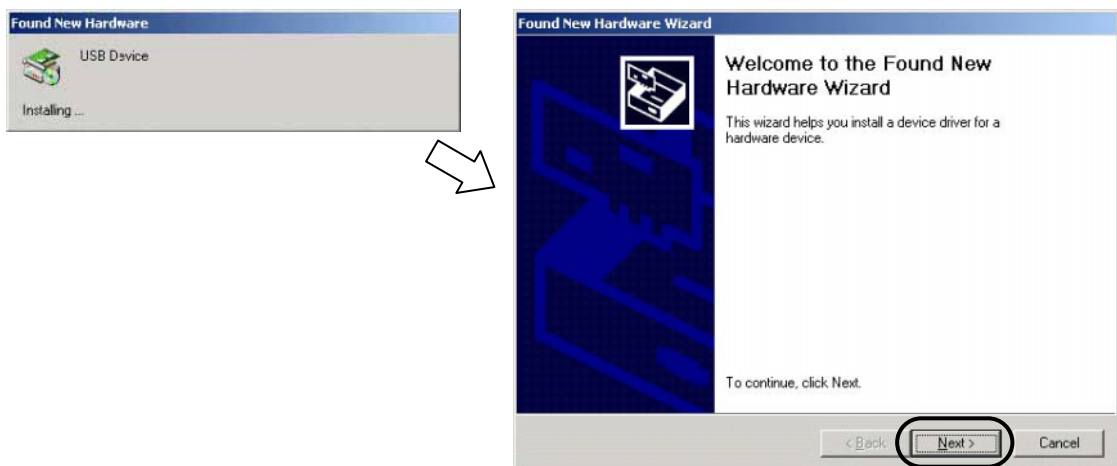 Found New Hardware
USB Device
Installing ...
Found New Hardware Wizard
Welcome to the Found New
Hardware Wizard
This wizard helps you install a device driver for a
hardware device.
To continue, click Next.
< Back
Next >
Cancel